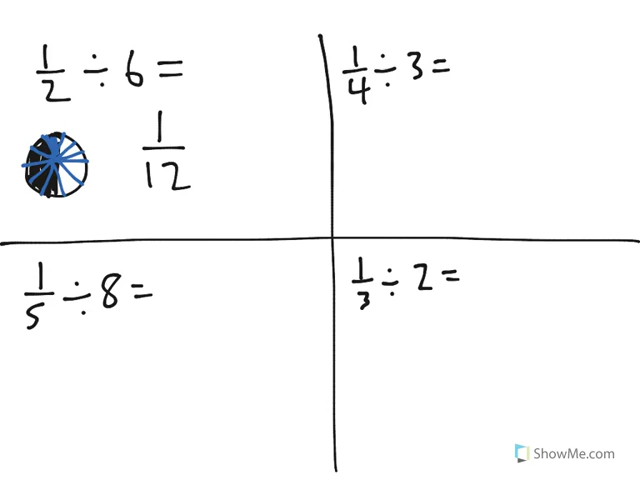 1/2 ÷ 6 =
1/12
1/4 ÷ 3 =
1/5 ÷ 8 =
1/3 ÷ 2 =
ShowMe.com